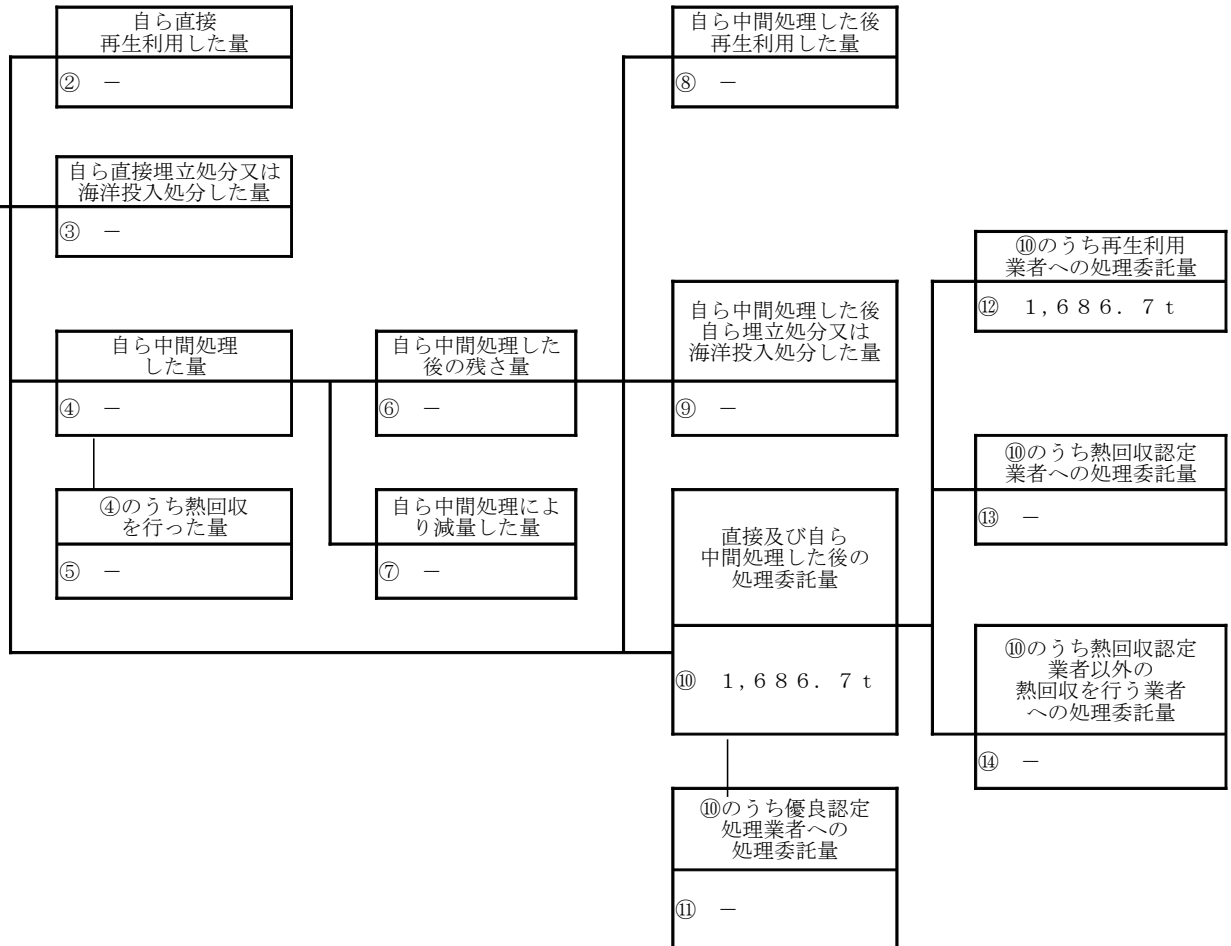 自ら直接
再生利用した量
② －
自ら中間処理した後
再生利用した量
⑧ －
自ら直接埋立処分又は
海洋投入処分した量
③ －
⑩のうち再生利用
業者への処理委託量
⑫ 1,686.7ｔ
自ら中間処理
した量
④ －
自ら中間処理した
後の残さ量
⑥ －
自ら中間処理した後
自ら埋立処分又は
海洋投入処分した量
⑨ －
⑩のうち熱回収認定
業者への処理委託量
⑬ －
④のうち熱回収
を行った量
⑤ －
自ら中間処理によ
り減量した量
⑦ －
直接及び自ら
中間処理した後の
処理委託量
⑩ 1,686.7ｔ
⑩のうち熱回収認定
業者以外の
熱回収を行う業者
への処理委託量
⑭ －
⑩のうち優良認定
処理業者への
処理委託量
⑪ －